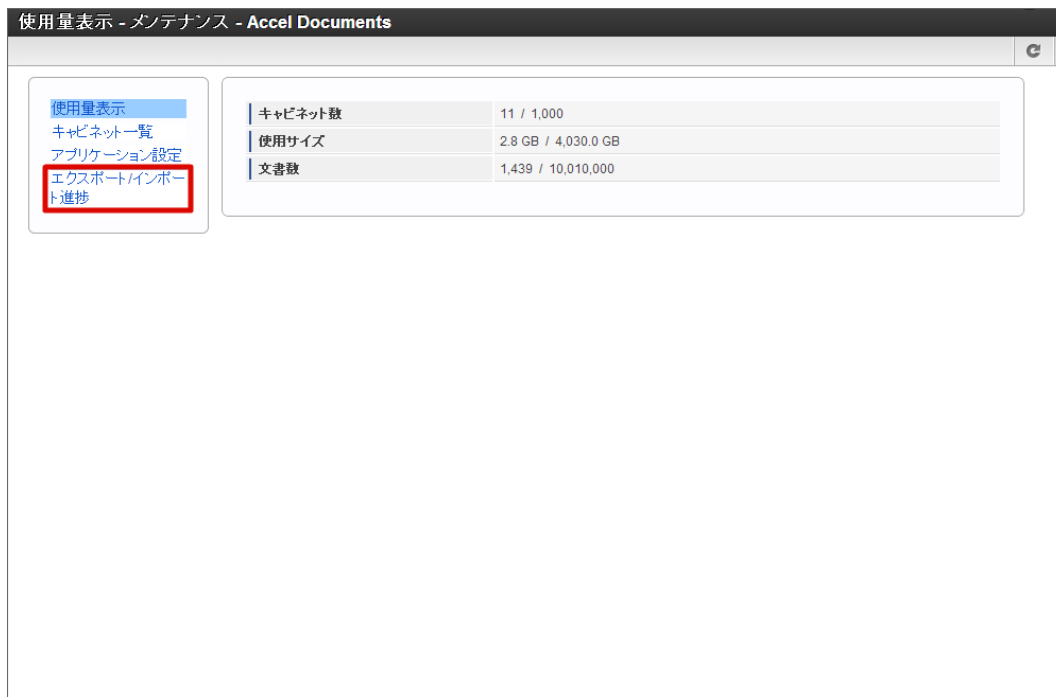 使用量表示 - メンテナンス - Accel Documents
使用量表示
キャビネット一覧
アプリケーション設定
エクスポート/インポー
ト進捗
キャビネット数 11 / 1,000
使用サイズ 2.8 GB / 4,030.0 GB
文書数 1,439 / 10,010,000